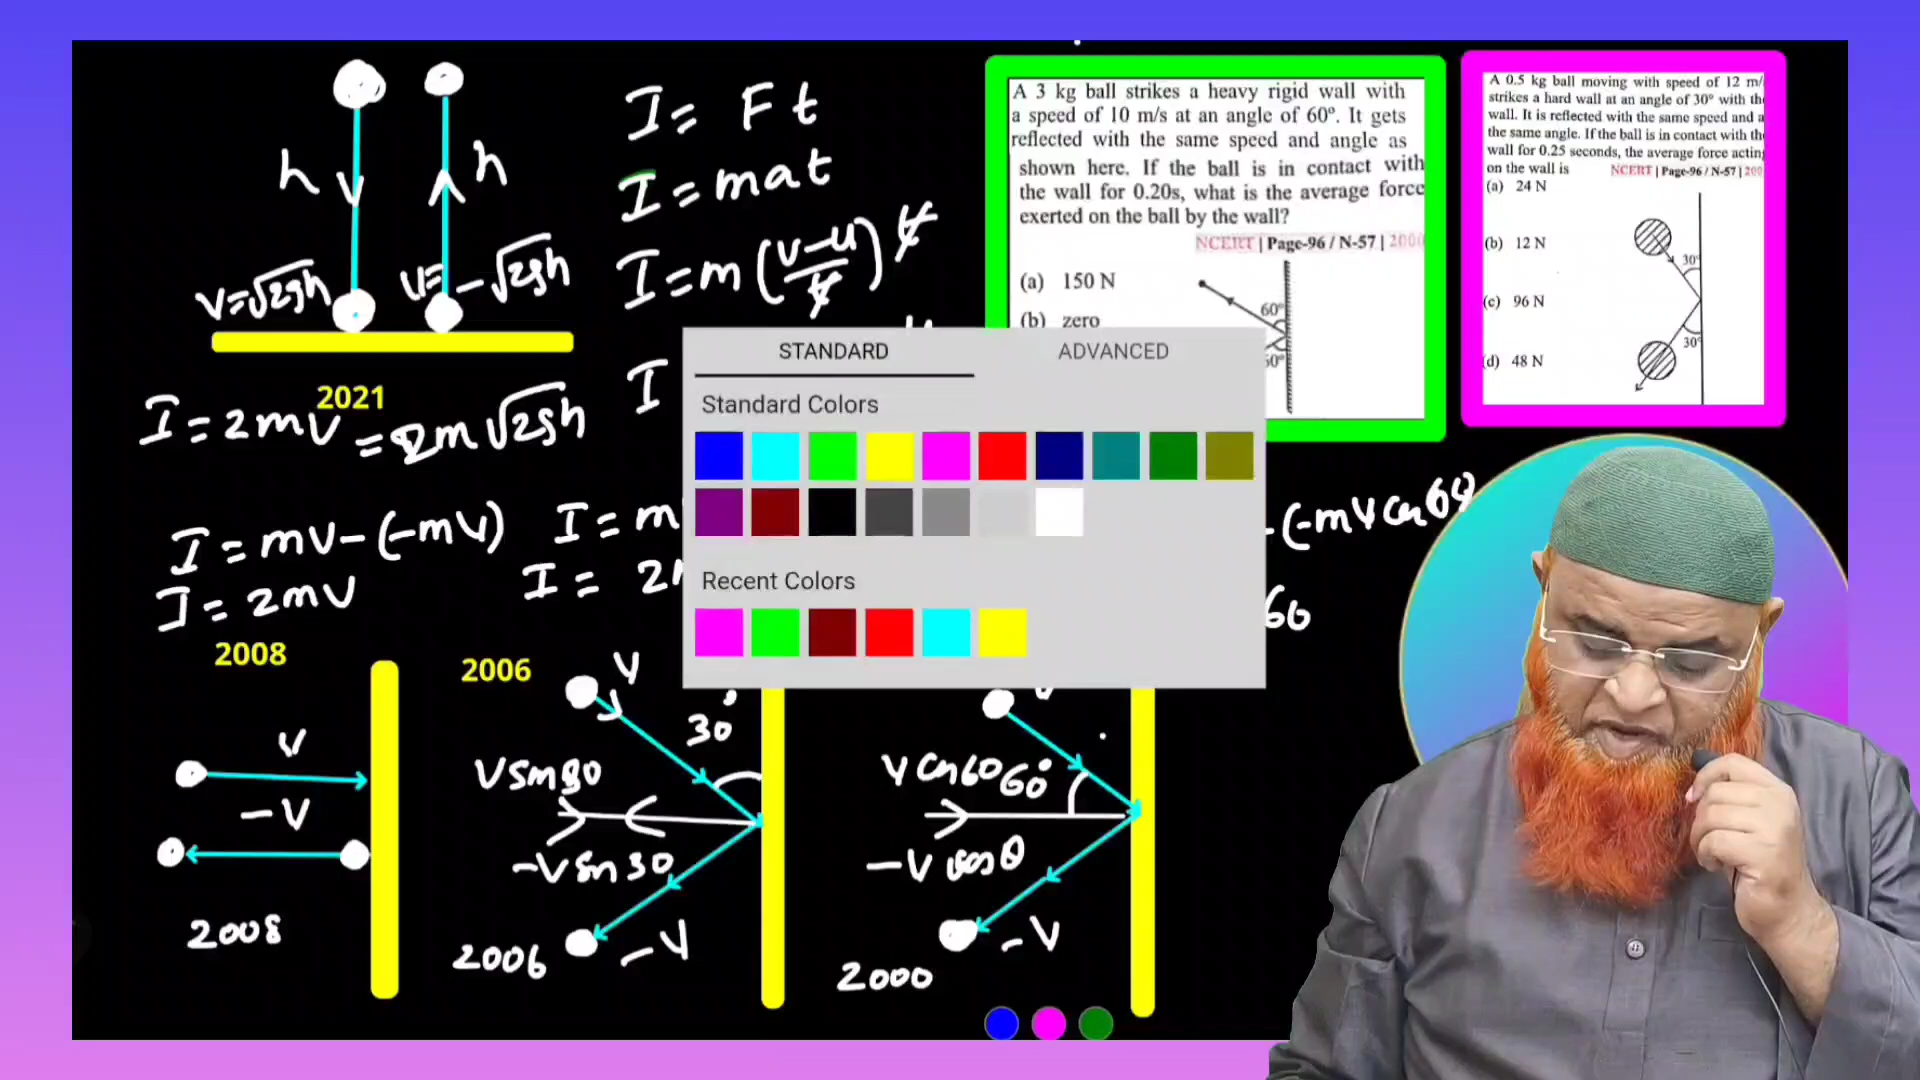 h
h
V=√2gh
V=-√2gh
2021
I=2mV=2m√2gh
I=Ft
I=mat
I=m(v-u/t)t
I
A 3 kg ball strikes a heavy rigid wall with
a speed of 10 m/s at an angle of 60°. It gets
reflected with the same speed and angle as
shown here. If the ball is in contact with
the wall for 0.20s, what is the average force
exerted on the ball by the wall?
NCERT | Page-96 / N-57 | 2000
(a) 150 N
(b) zero
60°
60°
A 0.5 kg ball moving with speed of 12 m/
strikes a hard wall at an angle of 30° with the
wall. It is reflected with the same speed and a
the same angle. If the ball is in contact with the
wall for 0.25 seconds, the average force acting
on the wall is
NCERT | Page-96 / N-57 | 200
(a) 24 N
(b) 12 N
(c) 96 N
(d) 48 N
30°
30°
STANDARD
ADVANCED
Standard Colors
Recent Colors
I=mV-(-mV)
I=2mV
I=m
I=2
-(-mVcos60)
60
2008
V
-V
2008
2006
V
30°
Vsin30
-Vsin30
-V
2006
Vcos60
60°
-Vcosθ
-V
2000